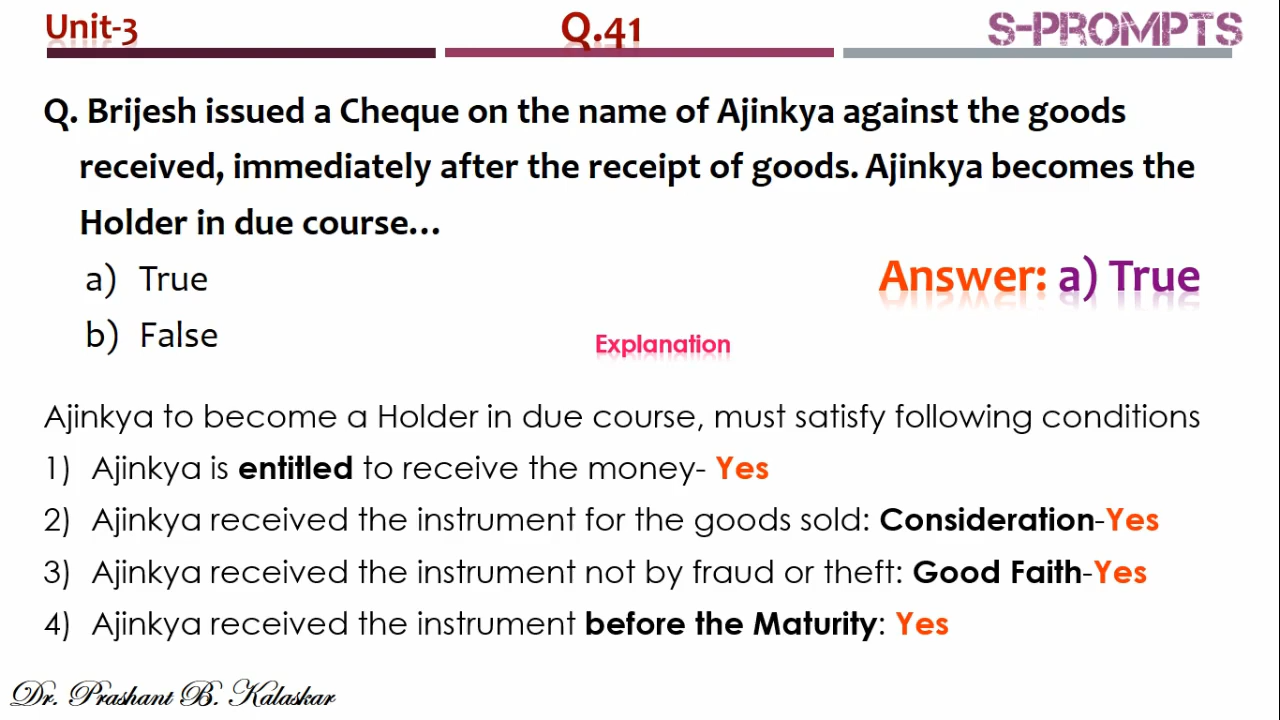 Unit-3
Q.41
S-PROMPTS
Q. Brijesh issued a Cheque on the name of Ajinkya against the goods
received, immediately after the receipt of goods. Ajinkya becomes the
Holder in due course...
a) True
Answer: a) True
b) False
Explanation
Ajinkya to become a Holder in due course, must satisfy following conditions
1) Ajinkya is entitled to receive the money- Yes
2) Ajinkya received the instrument for the goods sold: Consideration-Yes
3) Ajinkya received the instrument not by fraud or theft: Good Faith-Yes
4) Ajinkya received the instrument before the Maturity: Yes
Dr. Prashant B. Kalaskar